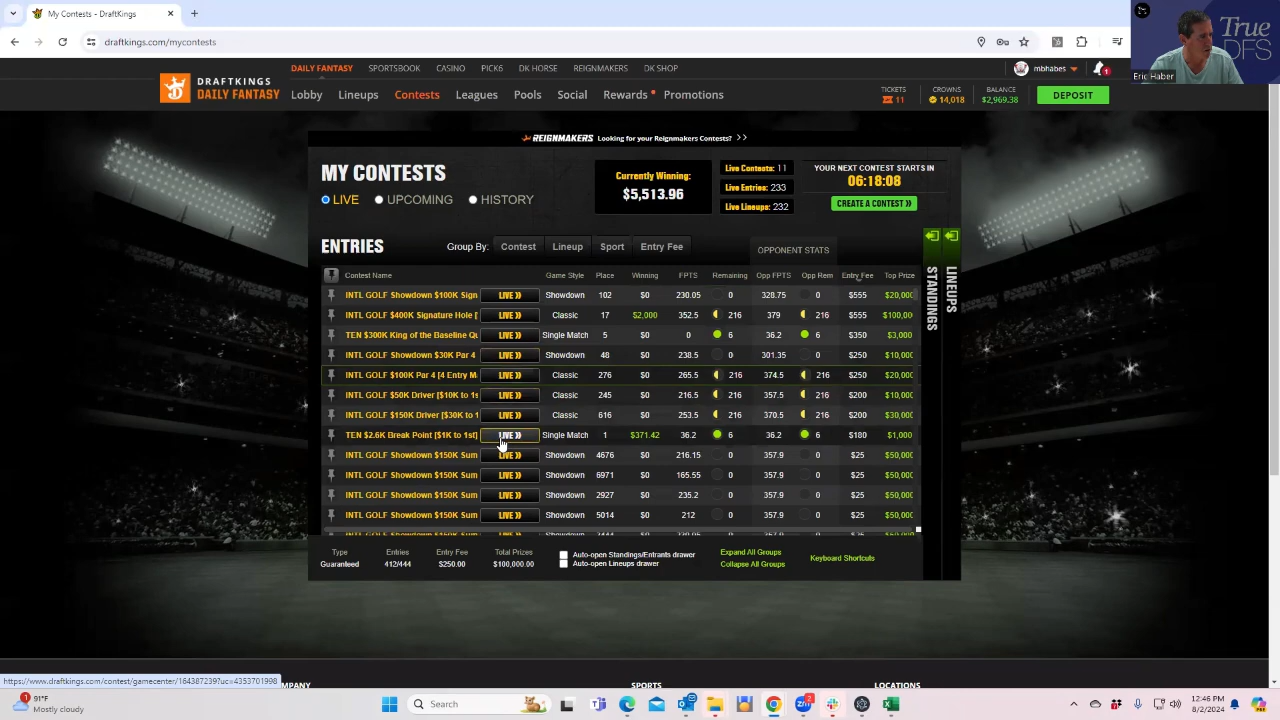 My Contests
draftkings.com/mycontests
True DFS
Eric Haber
DAILY FANTASY SPORTSBOOK CASINO PICK6 DK HORSE REIGNMAKERS DK SHOP
mbhabes
1
DRAFTKINGS
DAILY FANTASY
Lobby Lineups Contests Leagues Pools Social Rewards Promotions
TICKETS CROWNS BALANCE
11 14,018 $2,969.38
DEPOSIT
REIGNMAKERS Looking for your Reignmakers Contests? >>
MY CONTESTS
LIVE UPCOMING HISTORY
Currently Winning:
$5,513.96
Live Contests: 11
Live Entries: 233
Live Lineups: 232
YOUR NEXT CONTEST STARTS IN
06:18:08
CREATE A CONTEST »
ENTRIES
Group By: Contest Lineup Sport Entry Fee
OPPONENT STATS
Contest Name Game Style Place Winning FPTS Remaining Opp FPTS Opp Rem Entry Fee Top Prize
INTL GOLF Showdown $100K Sign LIVE » Showdown 102 $0 230.05 0 328.75 0 $555 $20,000
INTL GOLF $400K Signature Hole [ LIVE » Classic 17 $2,000 352.5 216 379 216 $555 $100,000
TEN $300K King of the Baseline Qu LIVE » Single Match 5 $0 0 6 36.2 6 $350 $3,000
INTL GOLF Showdown $30K Par 4 LIVE » Showdown 48 $0 238.5 0 301.35 0 $250 $10,000
INTL GOLF $100K Par 4 [4 Entry M LIVE » Classic 276 $0 265.5 216 374.5 216 $250 $20,000
INTL GOLF $50K Driver [$10K to 1s LIVE » Classic 245 $0 216.5 216 357.5 216 $200 $10,000
INTL GOLF $150K Driver [$30K to 1 LIVE » Classic 616 $0 253.5 216 370.5 216 $200 $30,000
TEN $2.6K Break Point [$1K to 1st] LIVE » Single Match 1 $371.42 36.2 6 36.2 6 $180 $1,000
INTL GOLF Showdown $150K Sum LIVE » Showdown 4676 $0 216.15 0 357.9 0 $25 $50,000
INTL GOLF Showdown $150K Sum LIVE » Showdown 6971 $0 165.55 0 357.9 0 $25 $50,000
INTL GOLF Showdown $150K Sum LIVE » Showdown 2927 $0 235.2 0 357.9 0 $25 $50,000
INTL GOLF Showdown $150K Sum LIVE » Showdown 5014 $0 212 0 357.9 0 $25 $50,000
STANDINGS
LINEUPS
Type Entries Entry Fee Total Prizes
Guaranteed 412/444 $250.00 $100,000.00
Auto-open Standings/Entrants drawer
Auto-open Lineups drawer
Expand All Groups
Collapse All Groups
Keyboard Shortcuts
https://www.draftkings.com/contest/gamecenter/164387239?uc=4353701998
MPANY SPORTS LOCATIONS
91°F
Mostly cloudy
Search
12:46 PM
8/2/2024